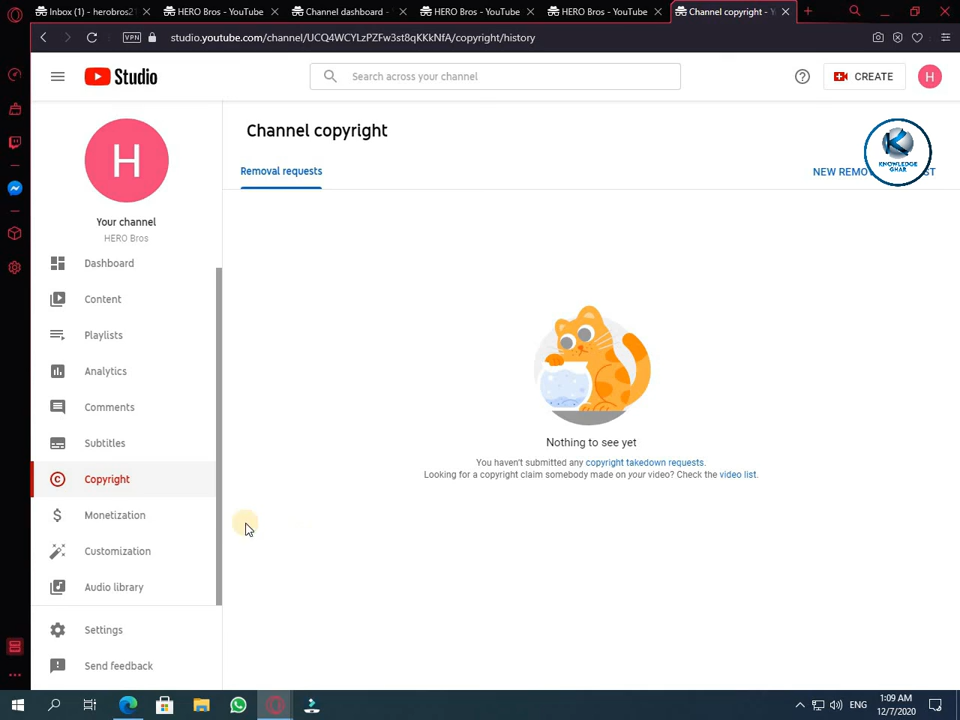 Inbox (1) - herobros2
HERO Bros - YouTube
Channel dashboard -
HERO Bros - YouTube
HERO Bros - YouTube
Channel copyright -
VPN
studio.youtube.com/channel/UCQ4WCYLzPZFw3st8qKKkNfA/copyright/history
Studio
Search across your channel
CREATE
H
H
Your channel
HERO Bros
Dashboard
Content
Playlists
Analytics
Comments
Subtitles
Copyright
Monetization
Customization
Audio library
Settings
Send feedback
Channel copyright
Removal requests
NEW REMO
K
KNOWLEDGE
GHAR
Nothing to see yet
You haven't submitted any copyright takedown requests.
Looking for a copyright claim somebody made on your video? Check the video list.
ENG
1:09 AM
12/7/2020